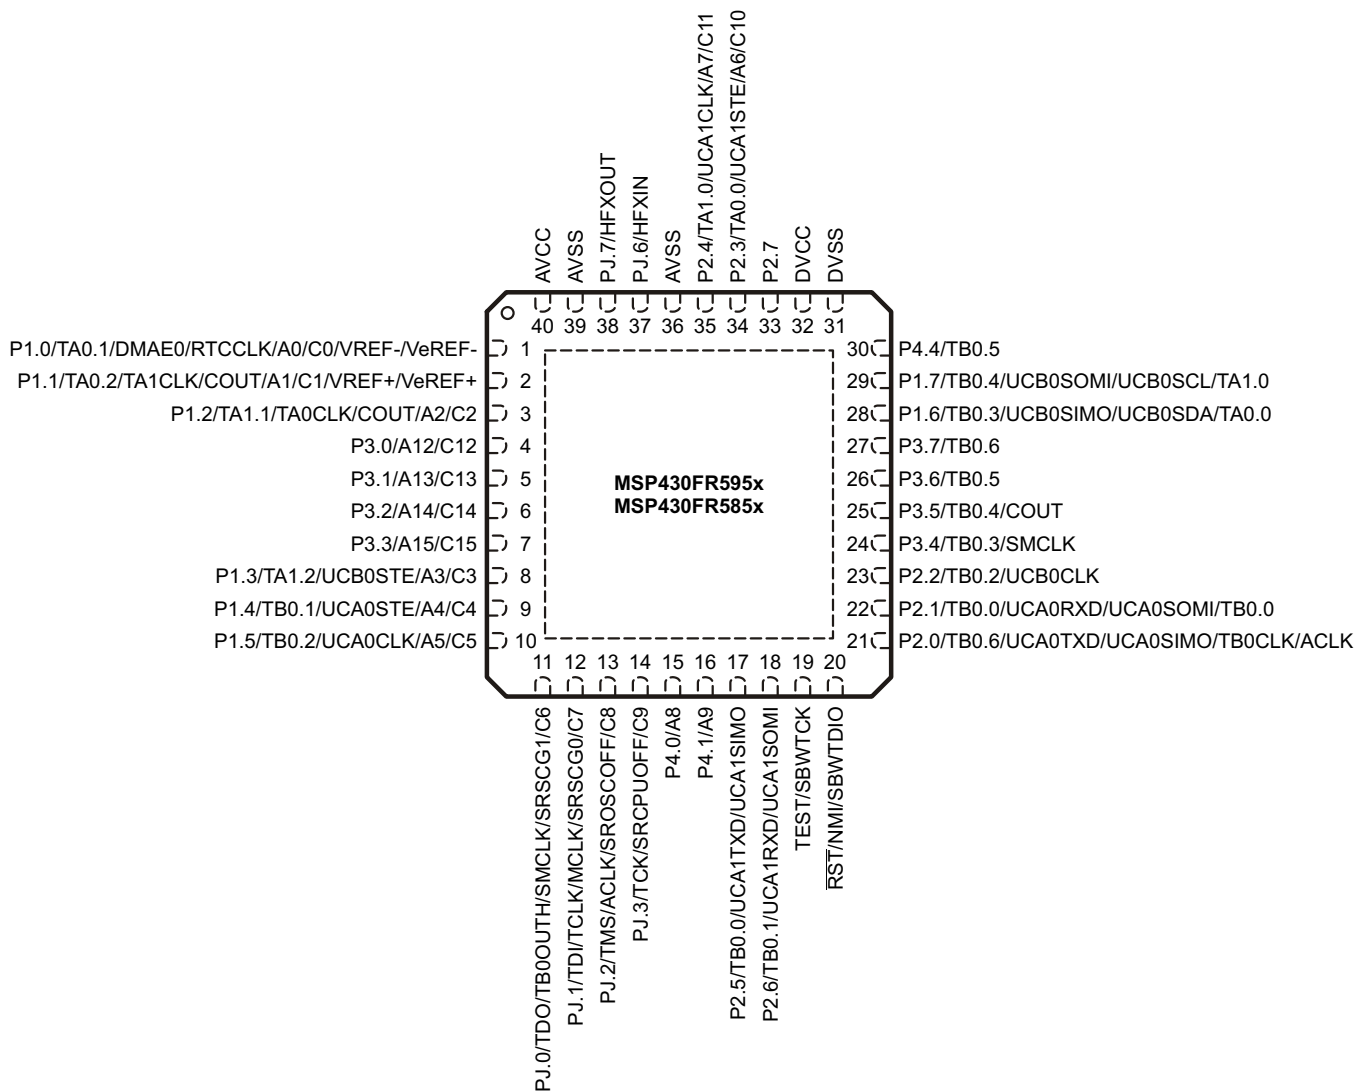 P2.4/TA1.0/UCA1CLK/A7/C11
P2.3/TA0.0/UCA1STE/A6/C10
PJ.7/HFXOUT
PJ.6/HFXIN
AVCC
AVSS
AVSS
P2.7
DVCC
DVSS
40 39 38 37 36 35 34 33 32 31
P1.0/TA0.1/DMAE0/RTCCLK/A0/C0/VREF-/VeREF- 1
30 P4.4/TB0.5
P1.1/TA0.2/TA1CLK/COUT/A1/C1/VREF+/VeREF+ 2
29 P1.7/TB0.4/UCB0SOMI/UCB0SCL/TA1.0
P1.2/TA1.1/TA0CLK/COUT/A2/C2 3
28 P1.6/TB0.3/UCB0SIMO/UCB0SDA/TA0.0
P3.0/A12/C12 4
27 P3.7/TB0.6
P3.1/A13/C13 5
26 P3.6/TB0.5
MSP430FR595x
MSP430FR585x
P3.2/A14/C14 6
25 P3.5/TB0.4/COUT
P3.3/A15/C15 7
24 P3.4/TB0.3/SMCLK
P1.3/TA1.2/UCB0STE/A3/C3 8
23 P2.2/TB0.2/UCB0CLK
P1.4/TB0.1/UCA0STE/A4/C4 9
22 P2.1/TB0.0/UCA0RXD/UCA0SOMI/TB0.0
P1.5/TB0.2/UCA0CLK/A5/C5 10
21 P2.0/TB0.6/UCA0TXD/UCA0SIMO/TB0CLK/ACLK
11 12 13 14 15 16 17 18 19 20
PJ.0/TDO/TB0OUTH/SMCLK/SRSCG1/C6
PJ.1/TDI/TCLK/MCLK/SRSCG0/C7
PJ.2/TMS/ACLK/SROSCOFF/C8
PJ.3/TCK/SRCPUOFF/C9
P4.0/A8
P4.1/A9
P2.5/TB0.0/UCA1TXD/UCA1SIMO
P2.6/TB0.1/UCA1RXD/UCA1SOMI
TEST/SBWTCK
RST/NMI/SBWTDIO